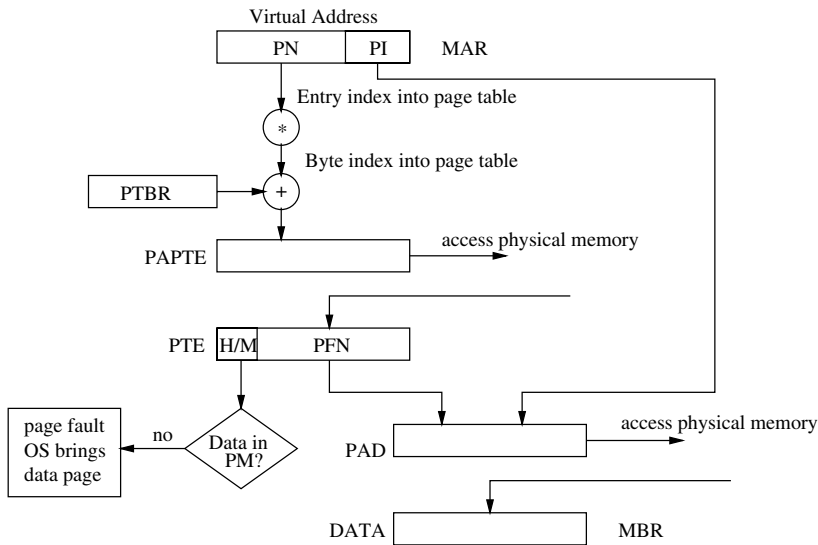 Virtual Address
PN PI MAR
Entry index into page table
*
Byte index into page table
PTBR +
access physical memory
PAPTE
PTE H/M PFN
page fault
OS brings
data page
no
Data in
PM?
access physical memory
PAD
DATA MBR